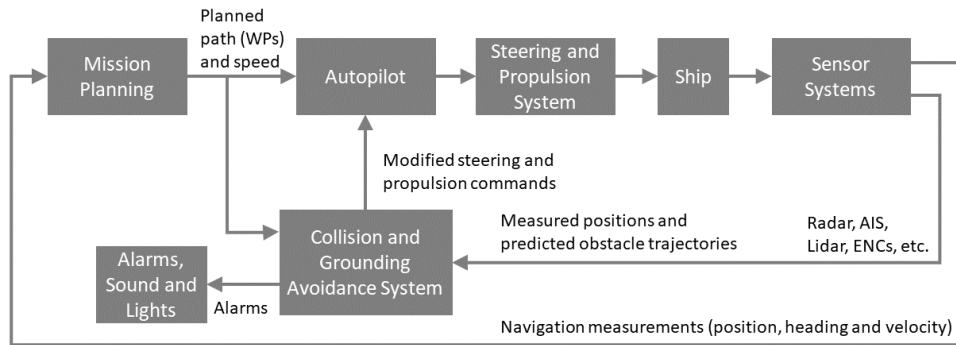 Planned
path (WPs)
and speed
Mission
Planning
Autopilot
Steering and
Propulsion
System
Ship
Sensor
Systems
Modified steering and
propulsion commands
Measured positions and
predicted obstacle trajectories
Radar, AIS,
Lidar, ENCs, etc.
Collision and
Grounding
Avoidance System
Alarms,
Sound and
Lights
Alarms
Navigation measurements (position, heading and velocity)